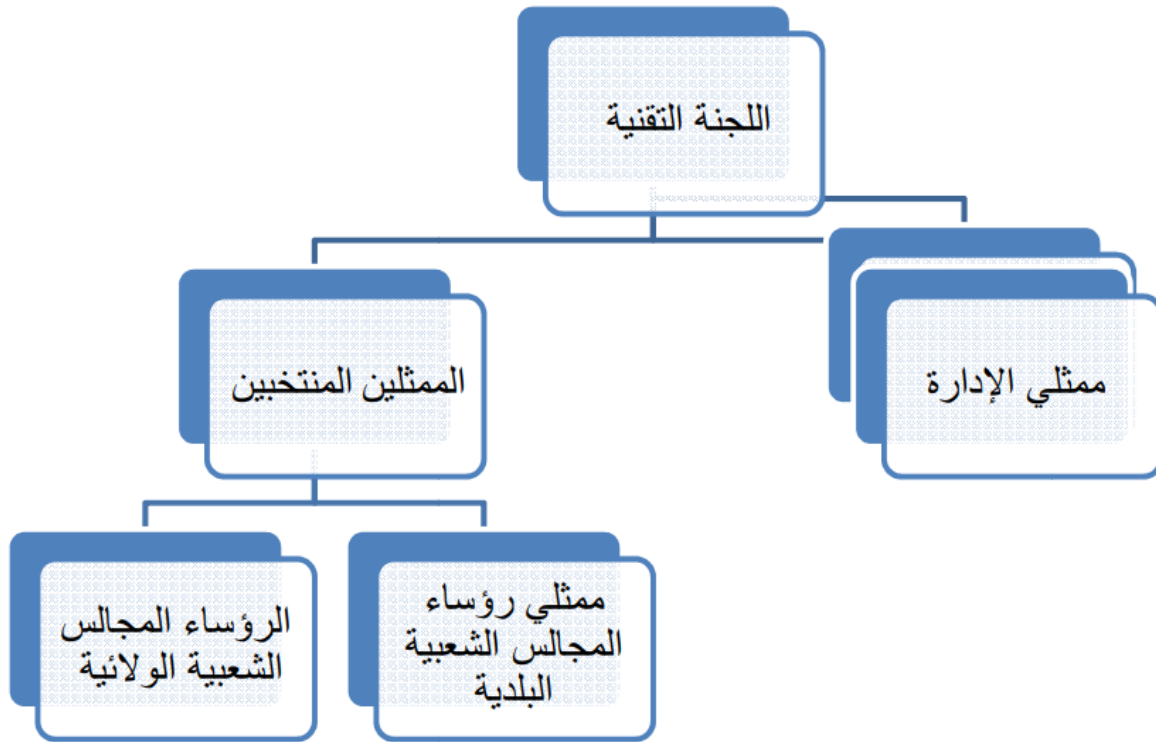 اللجنة التقنية
ممثلي الإدارة
الممثلين المنتخبين
ممثلي رؤساء
المجالس الشعبية
البلدية
الرؤساء المجالس
الشعبية الولائية